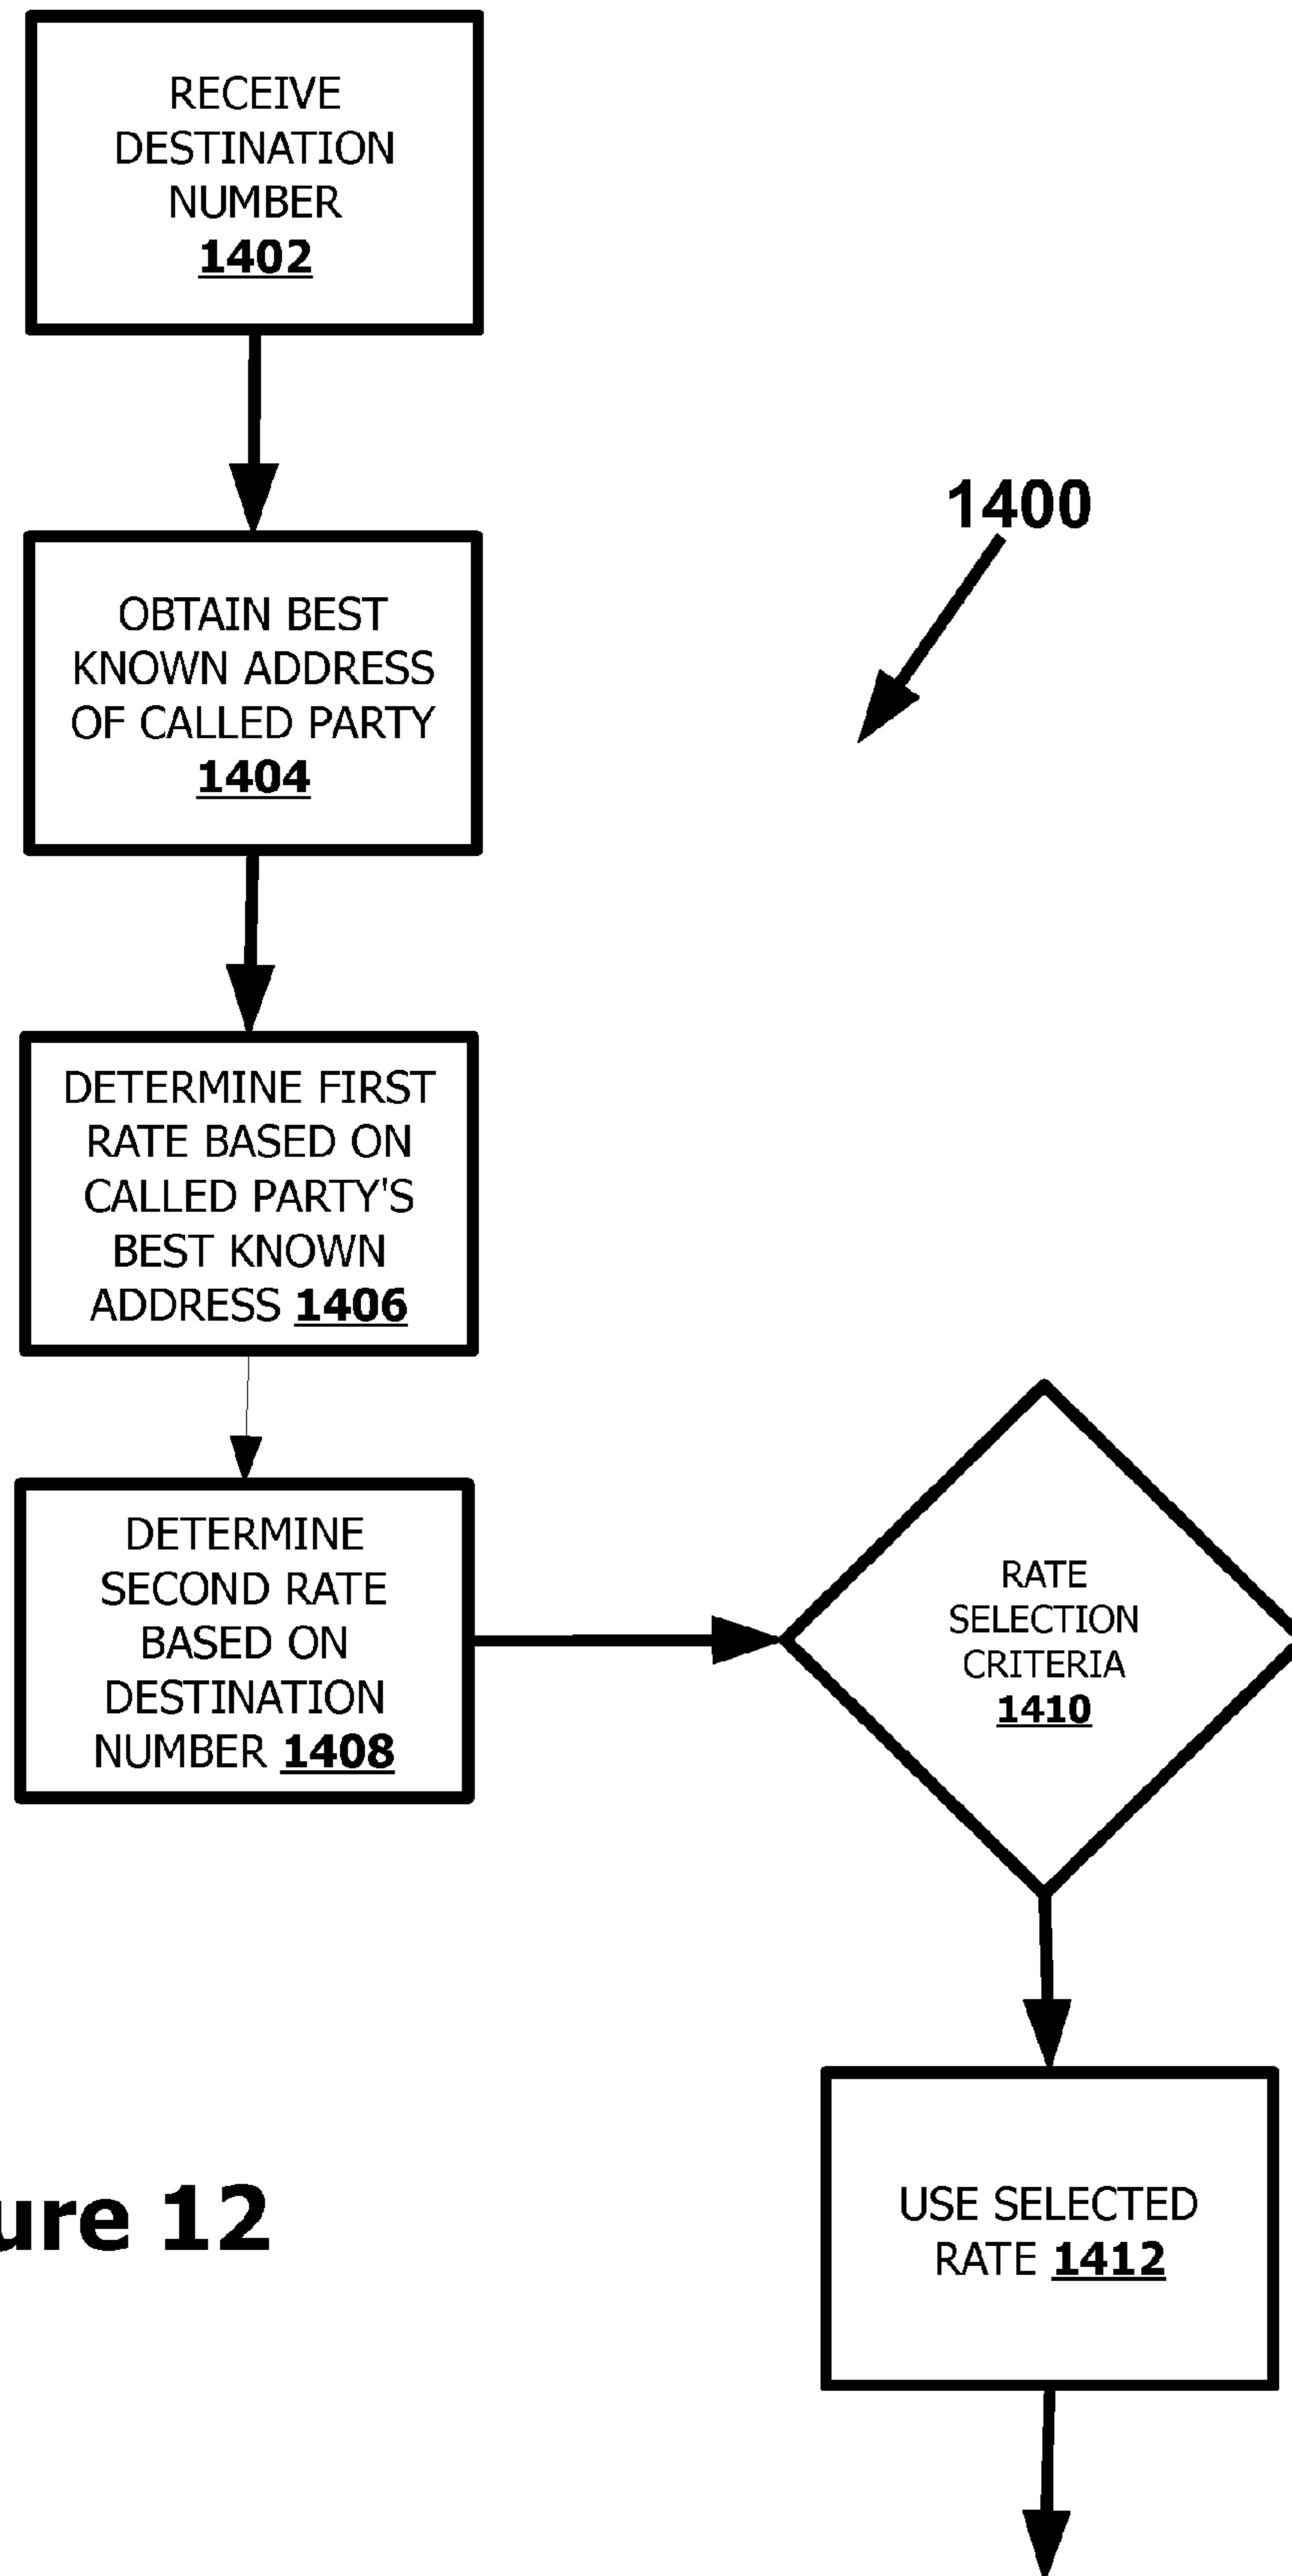 RECEIVE
DESTINATION
NUMBER
1402
1400
OBTAIN BEST
KNOWN ADDRESS
OF CALLED PARTY
1404
DETERMINE FIRST
RATE BASED ON
CALLED PARTY'S
BEST KNOWN
ADDRESS 1406
DETERMINE
SECOND RATE
BASED ON
DESTINATION
NUMBER 1408
RATE
SELECTION
CRITERIA
1410
USE SELECTED
RATE 1412
ure 12